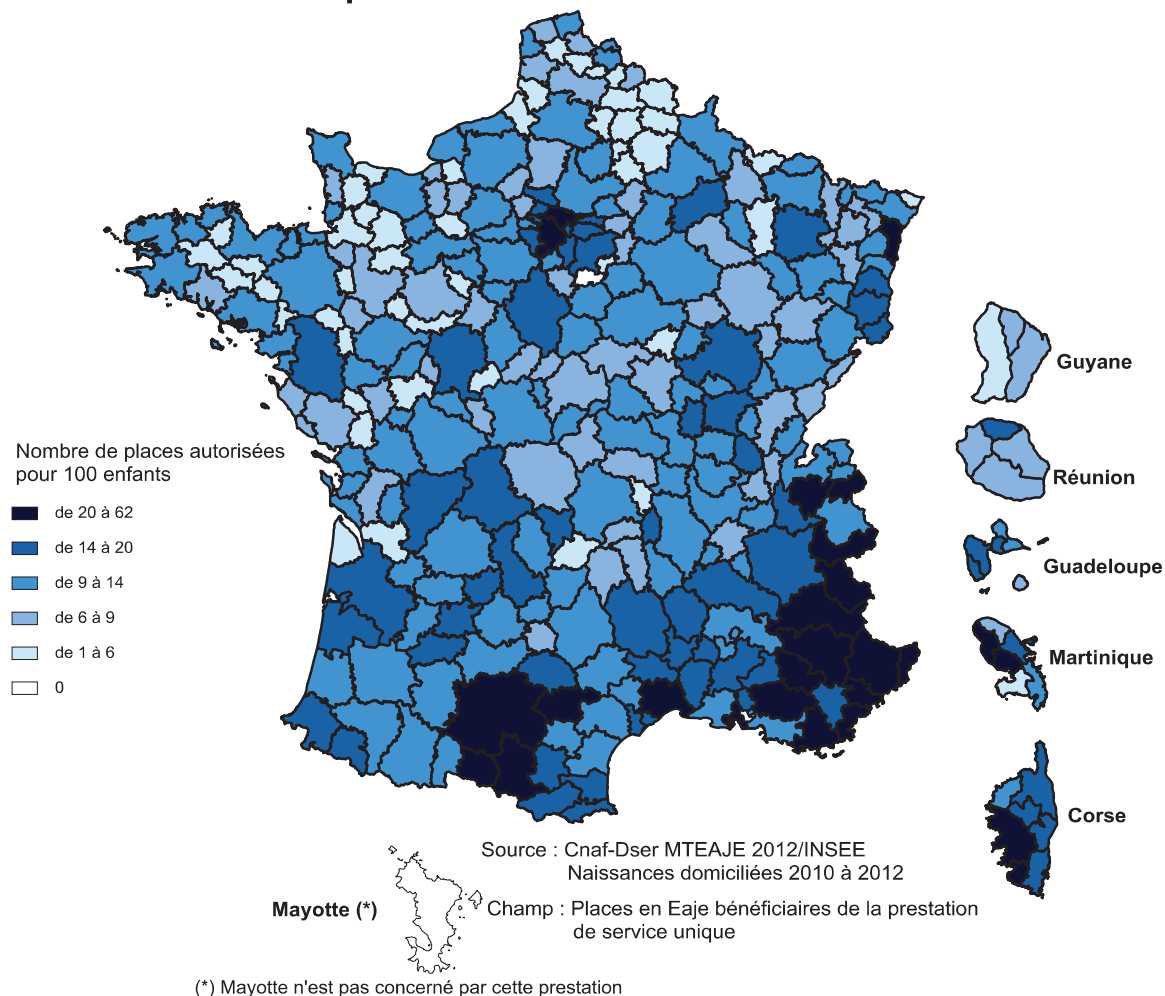 Guyane
Réunion
Guadeloupe
Martinique
Corse
Nombre de places autorisées
pour 100 enfants
de 20 à 62
de 14 à 20
de 9 à 14
de 6 à 9
de 1 à 6
0
Source : Cnaf-Dser MTEAJE 2012/INSEE
Naissances domiciliées 2010 à 2012
Mayotte (*)
Champ : Places en Eaje bénéficiaires de la prestation
de service unique
(*) Mayotte n'est pas concerné par cette prestation